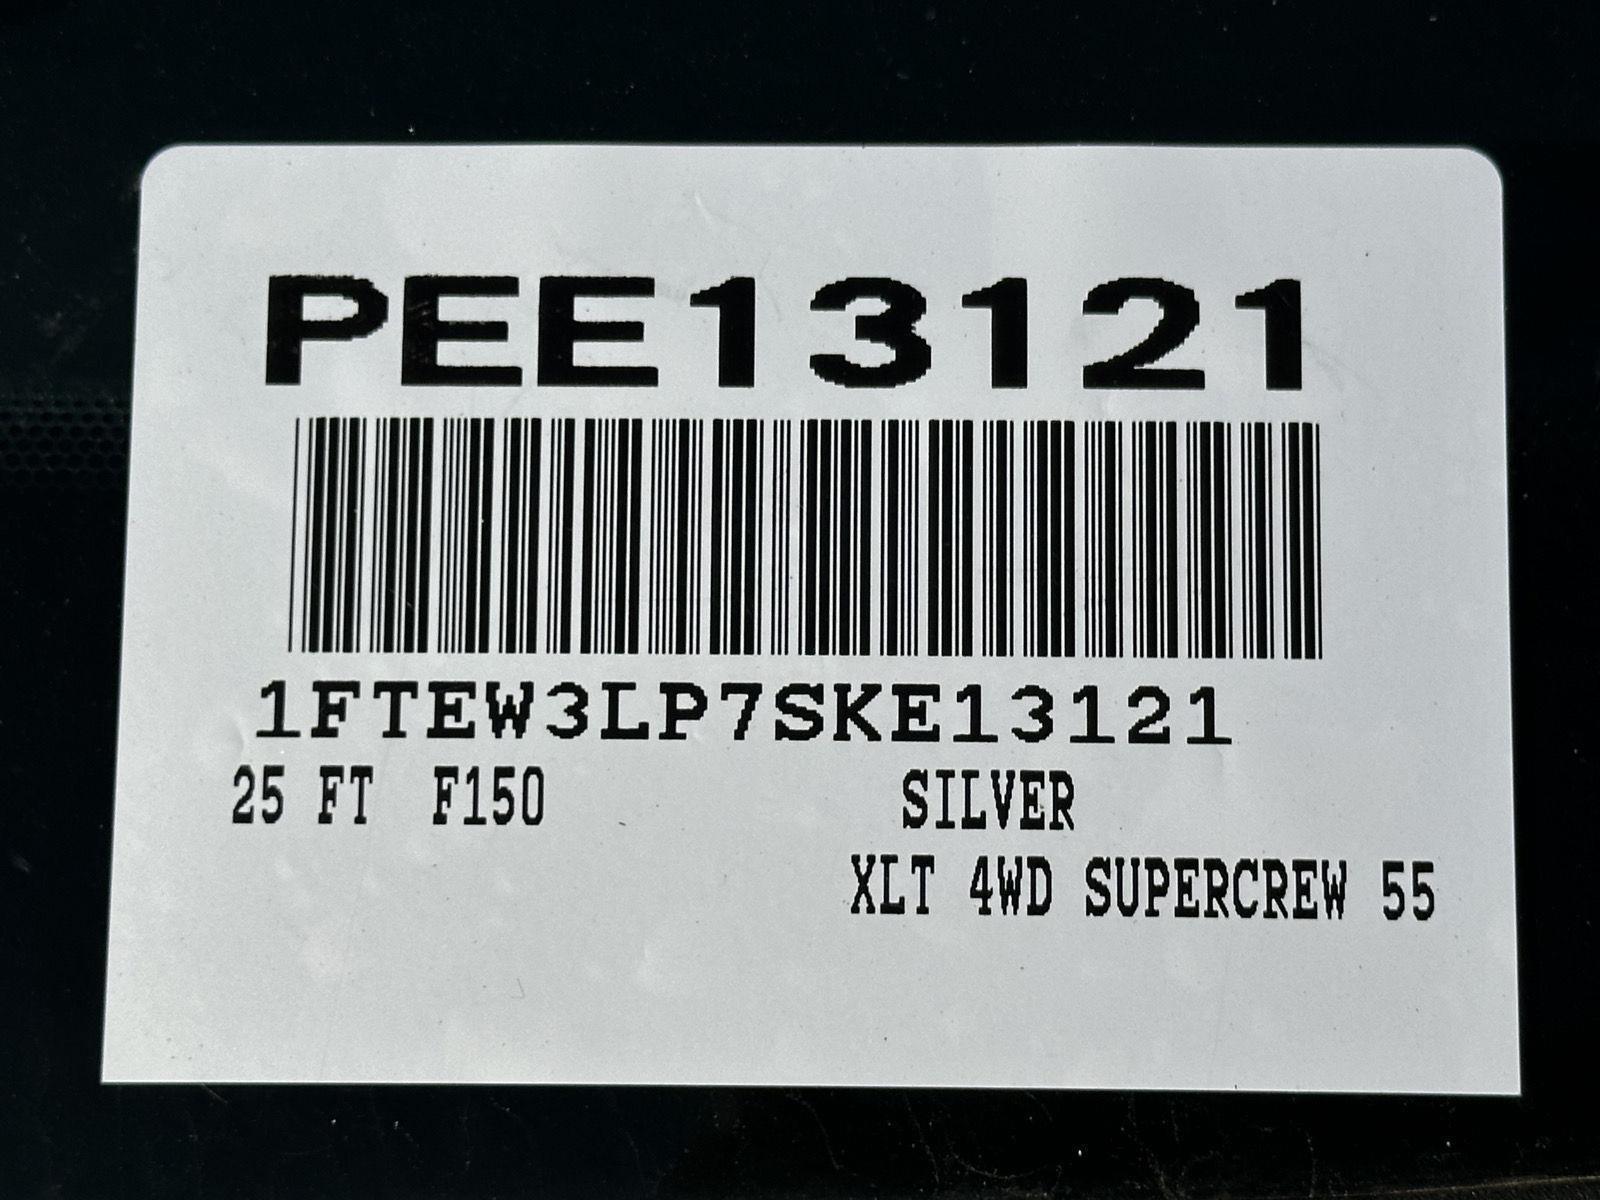 PEE13121
1FTEW3LP7SKE13121
25 FT F150 SILVER
XLT 4WD SUPERCREW 55